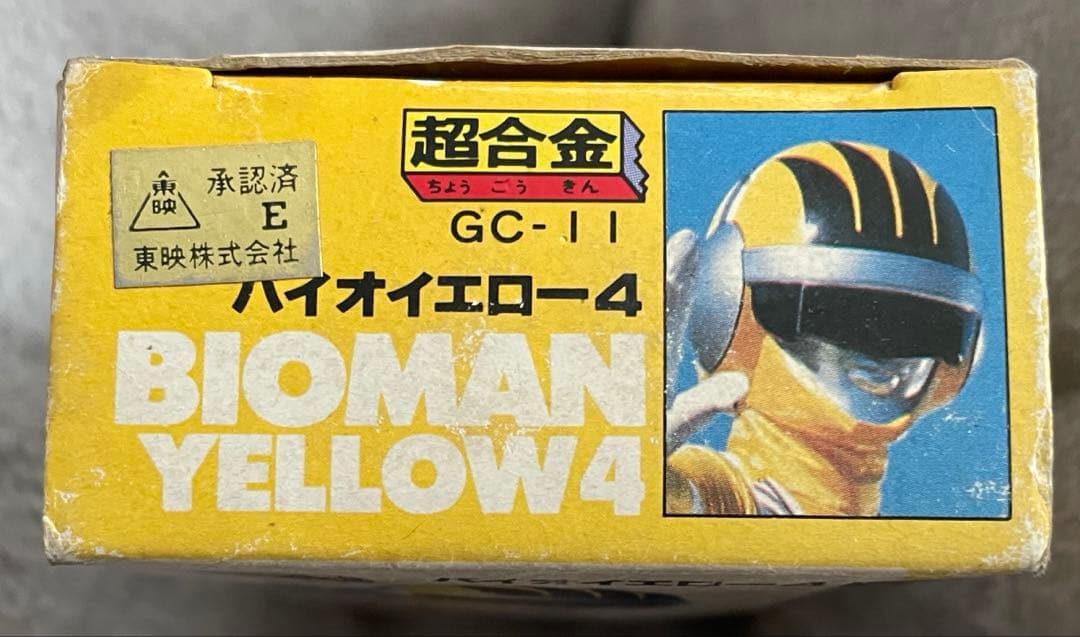 東映
承認済
E
東映株式会社
超合金
ちょう ごう きん
GC-11
バイオイエロー4
BIOMAN
YELLOW4